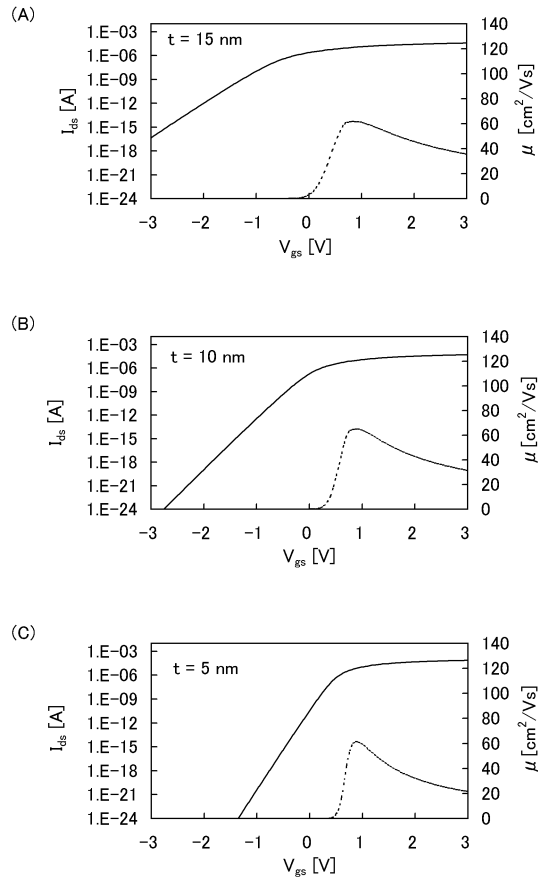 (A)
t = 15 nm
1.E-03
1.E-06
1.E-09
1.E-12
1.E-15
1.E-18
1.E-21
1.E-24
Ids [A]
140
120
100
80
60
40
20
0
μ [cm2/Vs]
-3 -2 -1 0 1 2 3
Vgs [V]
(B)
t = 10 nm
1.E-03
1.E-06
1.E-09
1.E-12
1.E-15
1.E-18
1.E-21
1.E-24
Ids [A]
140
120
100
80
60
40
20
0
μ [cm2/Vs]
-3 -2 -1 0 1 2 3
Vgs [V]
(C)
t = 5 nm
1.E-03
1.E-06
1.E-09
1.E-12
1.E-15
1.E-18
1.E-21
1.E-24
Ids [A]
140
120
100
80
60
40
20
0
μ [cm2/Vs]
-3 -2 -1 0 1 2 3
Vgs [V]